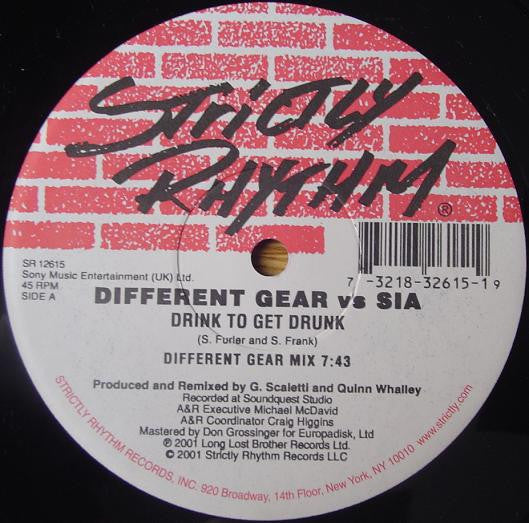 STRICTLY
RHYTHM®
SR 12615
Sony Music Entertainment (UK) Ltd.
45 RPM
SIDE A
7 -3218-32615-1 9
DIFFERENT GEAR vs SIA
DRINK TO GET DRUNK
(S. Furler and S. Frank)
DIFFERENT GEAR MIX 7:43
Produced and Remixed by G. Scaletti and Quinn Whalley
Recorded at Soundquest Studio
A&R Executive Michael McDavid
A&R Coordinator Craig Higgins
Mastered by Don Grossinger for Europadisk, Ltd
℗ 2001 Long Lost Brother Records Ltd.
© 2001 Strictly Rhythm Records LLC
STRICTLY RHYTHM RECORDS, INC. 920 Broadway, 14th Floor, New York, NY 10010 www.strictly.com